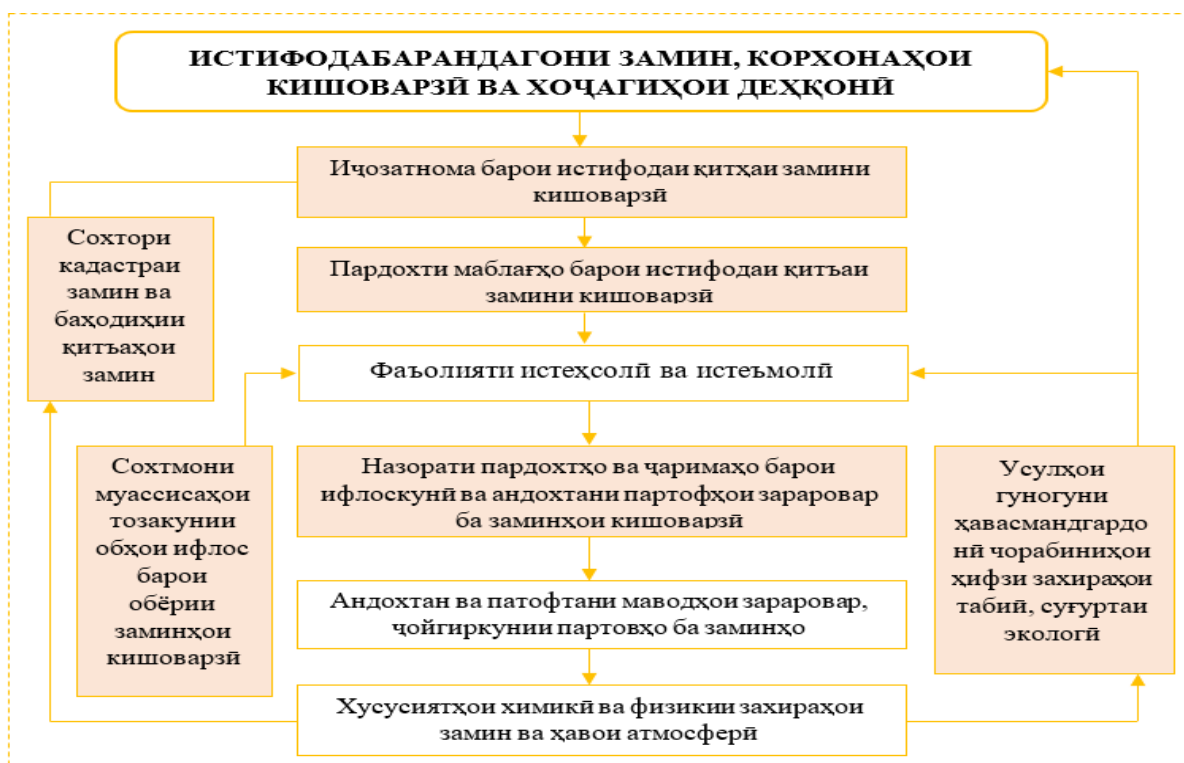 ИСТИФОДАБАРАНДАГОНИ ЗАМИН, КОРХОНАҲОИ
КИШОВАРЗӢ ВА ХОҶАГИҲОИ ДЕҲҚОНӢ
Иҷозатнома барои истифодаи қитҳаи замини
кишоварзӣ
Сохтори
кадастраи
замин ва
баҳодиҳии
қитъаҳои
замин
Пардохти маблағҳо барои истифодаи қитъаи
замини кишоварзӣ
Фаъолияти истеҳсолӣ ва истеъмолӣ
Сохтмони
муассисаҳои
тозакунии
обҳои ифлос
барои
обёрии
заминҳои
кишоварзӣ
Назорати пардохтҳо ва ҷаримаҳо барои
ифлоскунӣ ва андохтани партофҳои зараровар
ба заминҳои кишоварзӣ
Усулҳои
гуногуни
ҳавасмандгардо
нӣ чорабиниҳои
ҳифзи захираҳои
табиӣ, суғуртаи
экологӣ
Андохтан ва патофтани маводҳои зараровар,
ҷойгиркунии партовҳо ба заминҳо
Хусусиятҳои химикӣ ва физикии захираҳои
замин ва ҳавои атмосферӣ